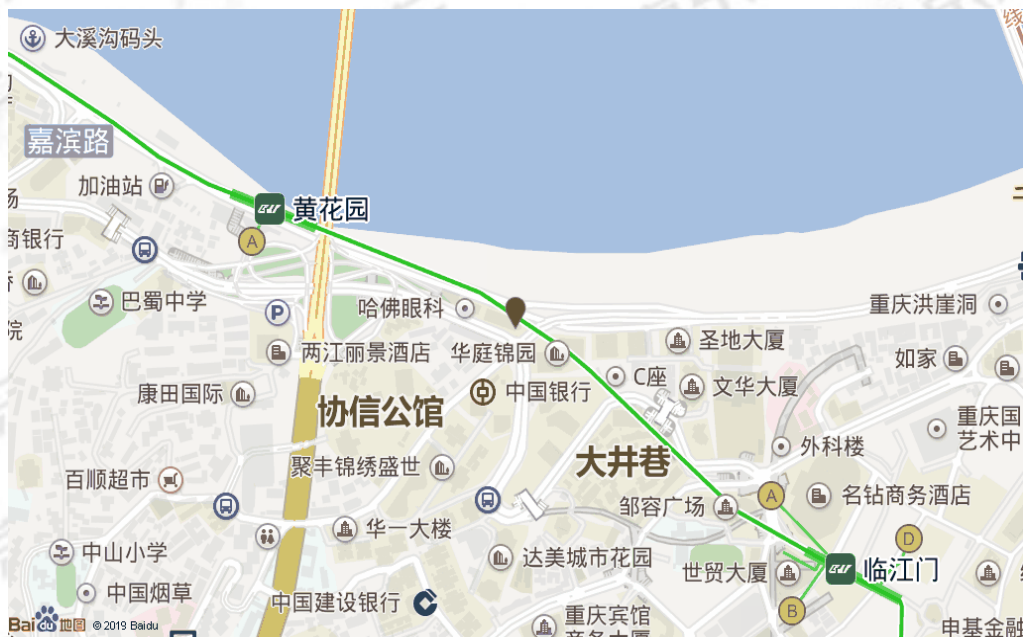 大溪沟码头
嘉滨路
加油站
黄花园
A
商银行
巴蜀中学
P
哈佛眼科
重庆洪崖洞
院
两江丽景酒店
华庭锦园
圣地大厦
如家
康田国际
中国银行
C座
文华大厦
协信公馆
重庆国
艺术中
外科楼
大井巷
百顺超市
聚丰锦绣盛世
邹容广场
A
名钻商务酒店
华一大楼
D
中山小学
达美城市花园
世贸大厦
临江门
中国烟草
中国建设银行
B
重庆宾馆
申基金融
Bai du 地图 © 2019 Baidu